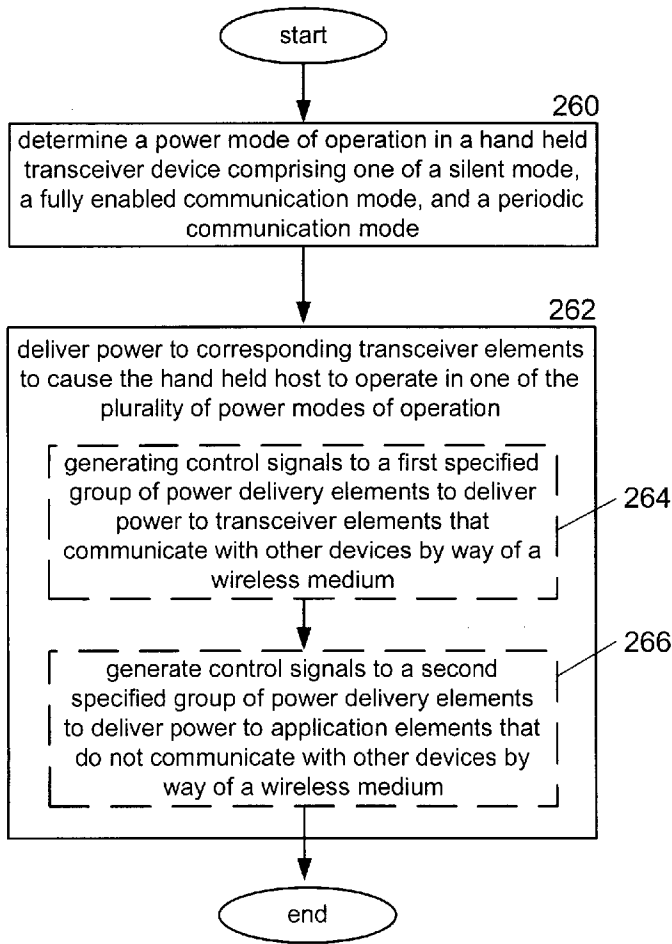 start
260
determine a power mode of operation in a hand held
transceiver device comprising one of a silent mode,
a fully enabled communication mode, and a periodic
communication mode
262
deliver power to corresponding transceiver elements
to cause the hand held host to operate in one of the
plurality of power modes of operation
generating control signals to a first specified
group of power delivery elements to deliver
power to transceiver elements that
communicate with other devices by way of a
wireless medium
264
generate control signals to a second
specified group of power delivery elements
to deliver power to application elements that
do not communicate with other devices by
way of a wireless medium
266
end